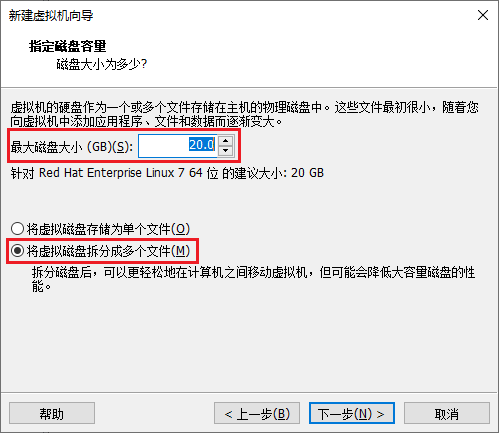 新建虚拟机向导
指定磁盘容量
磁盘大小为多少?
虚拟机的硬盘作为一个或多个文件存储在主机的物理磁盘中。这些文件最初很小，随着您
向虚拟机中添加应用程序、文件和数据而逐渐变大。
最大磁盘大小 (GB)(S): 20.0
针对 Red Hat Enterprise Linux 7 64 位 的建议大小: 20 GB
将虚拟磁盘存储为单个文件(O)
将虚拟磁盘拆分成多个文件(M)
拆分磁盘后，可以更轻松地在计算机之间移动虚拟机，但可能会降低大容量磁盘的性
能。
帮助 < 上一步(B) 下一步(N) > 取消